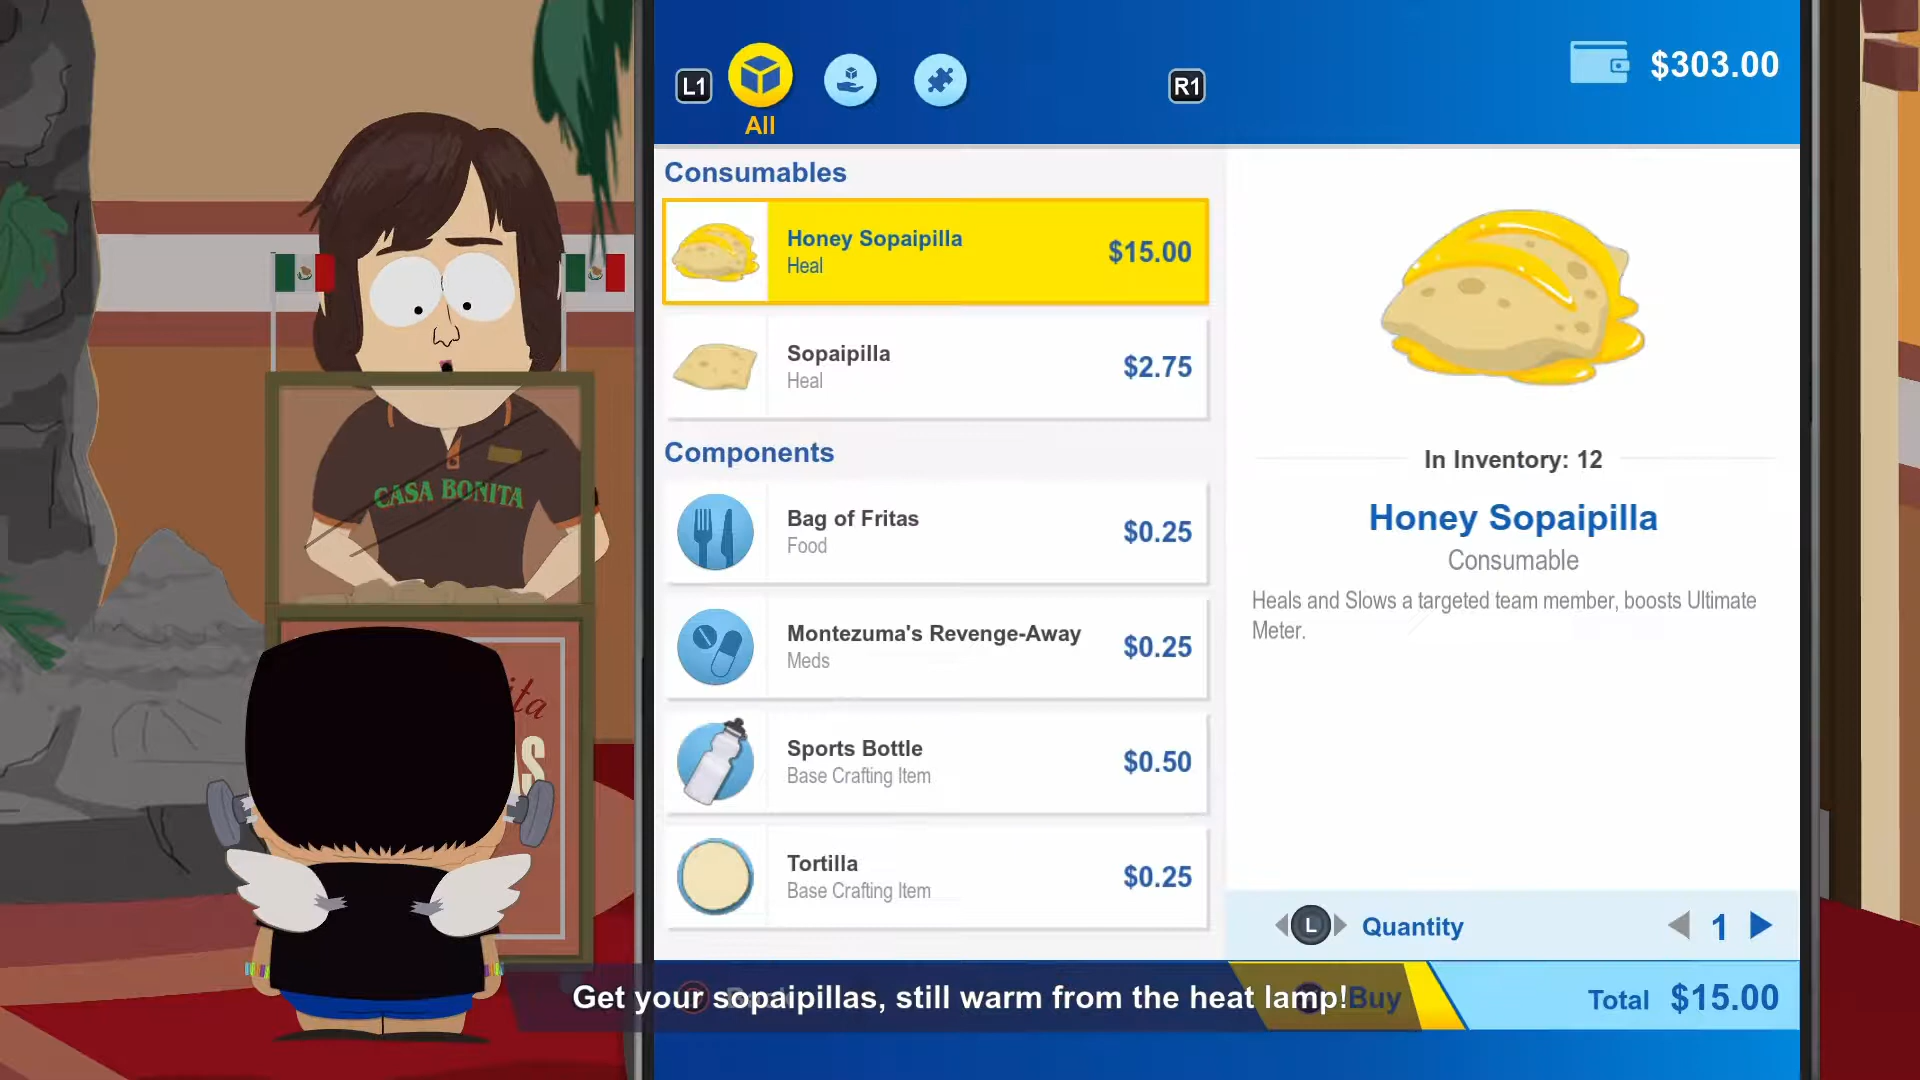 L1
R1
$303.00
All
Consumables
Honey Sopaipilla
Heal
$15.00
Sopaipilla
Heal
$2.75
Components
Bag of Fritas
Food
$0.25
Montezuma's Revenge-Away
Meds
$0.25
Sports Bottle
Base Crafting Item
$0.50
Tortilla
Base Crafting Item
$0.25
In Inventory: 12
Honey Sopaipilla
Consumable
Heals and Slows a targeted team member, boosts Ultimate
Meter.
L Quantity 1
Buy
Total $15.00
Get your sopaipillas, still warm from the heat lamp!
CASA BONITA